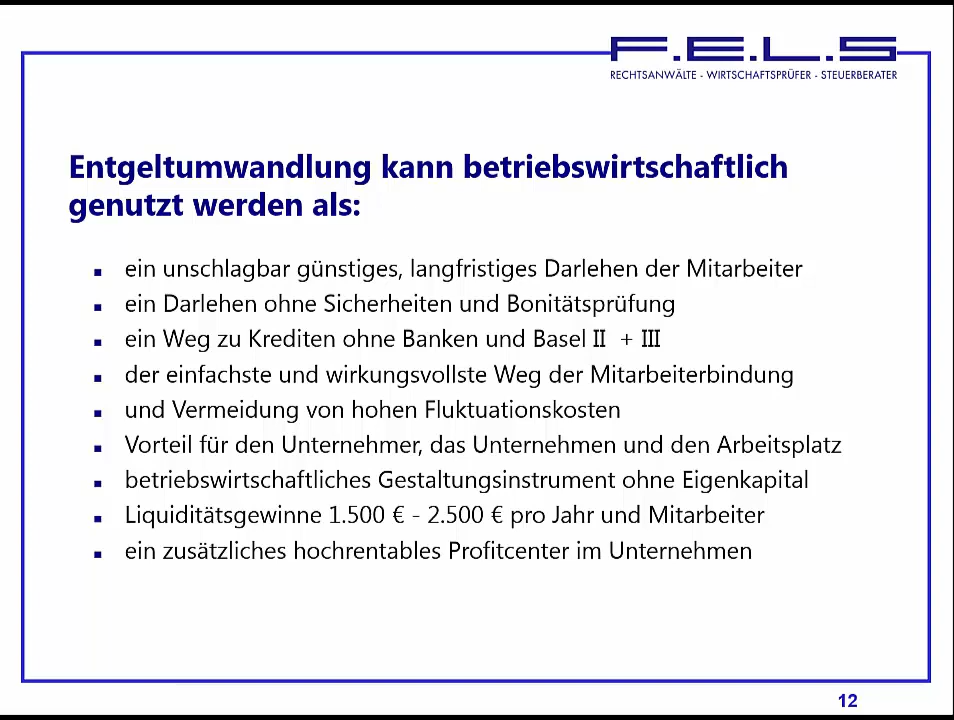 F.E.L.S
RECHTSANWÄLTE - WIRTSCHAFTSPRÜFER - STEUERBERATER
Entgeltumwandlung kann betriebswirtschaftlich
genutzt werden als:
▪ ein unschlagbar günstiges, langfristiges Darlehen der Mitarbeiter
▪ ein Darlehen ohne Sicherheiten und Bonitätsprüfung
▪ ein Weg zu Krediten ohne Banken und Basel II + III
▪ der einfachste und wirkungsvollste Weg der Mitarbeiterbindung
▪ und Vermeidung von hohen Fluktuationskosten
▪ Vorteil für den Unternehmer, das Unternehmen und den Arbeitsplatz
▪ betriebswirtschaftliches Gestaltungsinstrument ohne Eigenkapital
▪ Liquiditätsgewinne 1.500 € - 2.500 € pro Jahr und Mitarbeiter
▪ ein zusätzliches hochrentables Profitcenter im Unternehmen
12